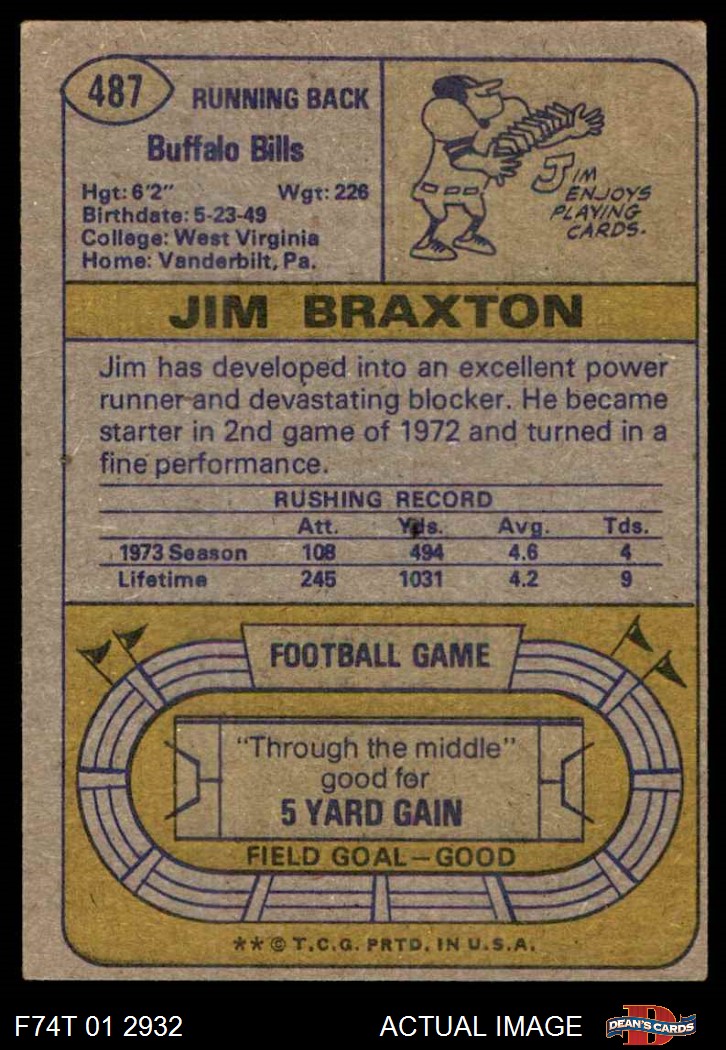 487
RUNNING BACK
Buffalo Bills
Hgt: 6'2" Wgt: 226
Birthdate: 5-23-49
College: West Virginia
Home: Vanderbilt, Pa.
JIM
ENJOYS
PLAYING
CARDS.
JIM BRAXTON
Jim has developed into an excellent power
runner and devastating blocker. He became
starter in 2nd game of 1972 and turned in a
fine performance.
RUSHING RECORD
Att. Yds. Avg. Tds.
1973 Season 108 494 4.6 4
Lifetime 245 1031 4.2 9
FOOTBALL GAME
"Through the middle"
good for
5 YARD GAIN
FIELD GOAL—GOOD
** © T.C.G. PRTD. IN U.S.A.
F74T 01 2932 ACTUAL IMAGE
D
DEAN'S CARDS